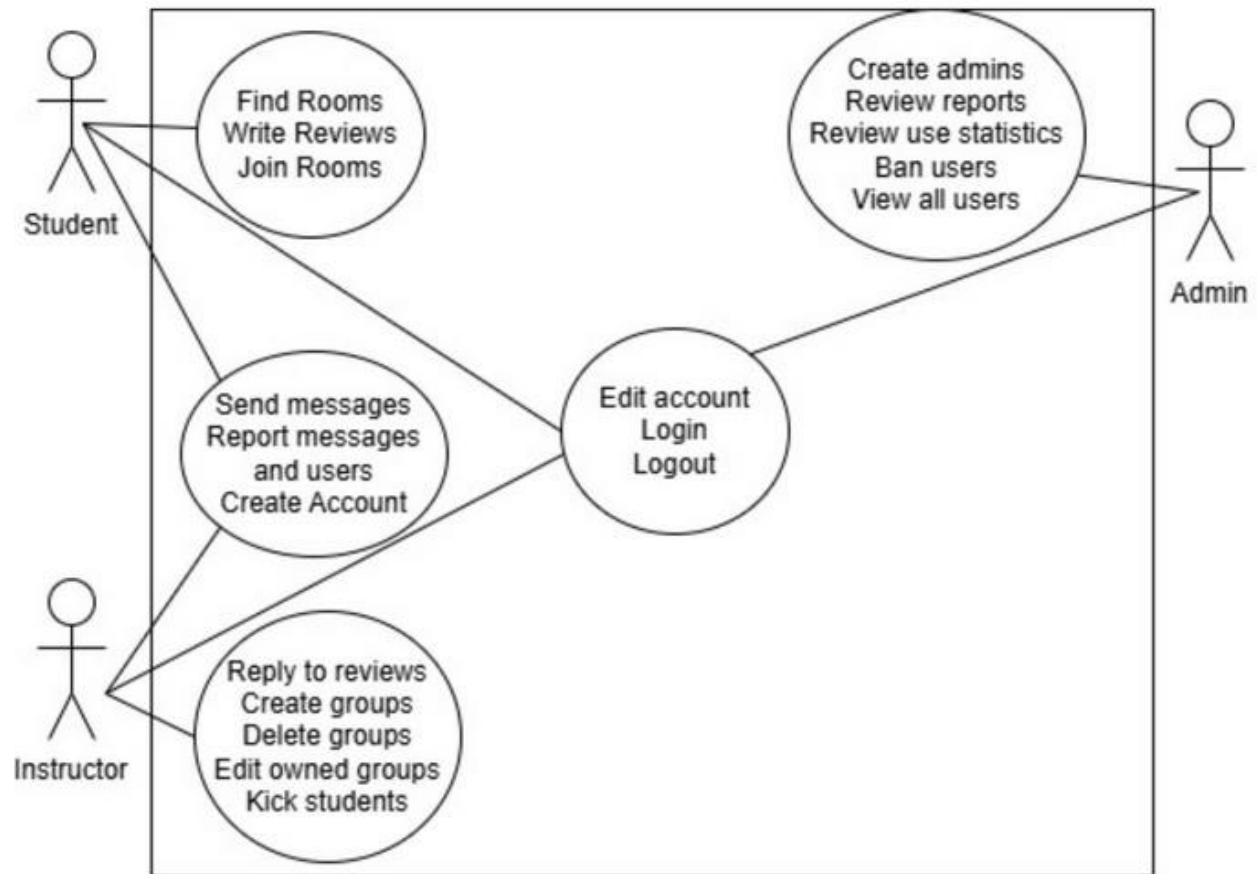 Find Rooms
Write Reviews
Join Rooms
Student
Create admins
Review reports
Review use statistics
Ban users
View all users
Admin
Send messages
Report messages
and users
Create Account
Edit account
Login
Logout
Reply to reviews
Create groups
Delete groups
Edit owned groups
Kick students
Instructor